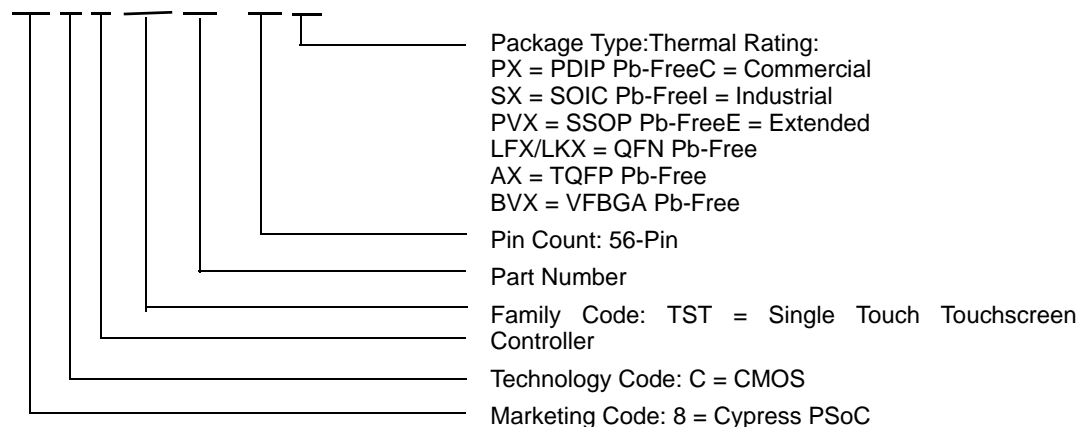 Package Type:Thermal Rating:
PX = PDIP Pb-FreeC = Commercial
SX = SOIC Pb-FreeI = Industrial
PVX = SSOP Pb-FreeE = Extended
LFX/LKX = QFN Pb-Free
AX = TQFP Pb-Free
BVX = VFBGA Pb-Free
Pin Count: 56-Pin
Part Number
Family Code: TST = Single Touch Touchscreen
Controller
Technology Code: C = CMOS
Marketing Code: 8 = Cypress PSoC